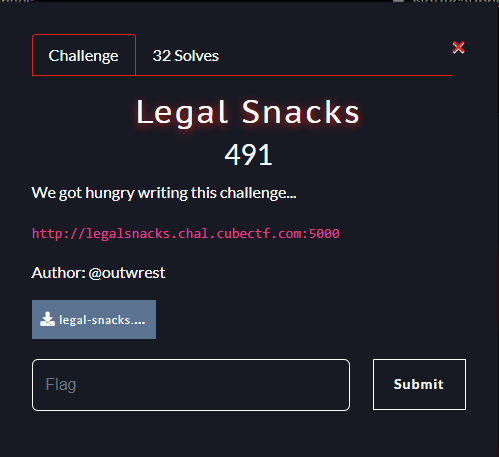 Challenge
32 Solves
Legal Snacks
491
We got hungry writing this challenge...
http://legalsnacks.chal.cubectf.com:5000
Author: @outwrest
legal-snacks....
Flag
Submit